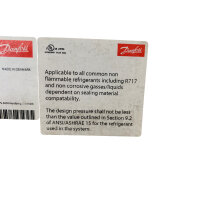 Danfoss
Danfoss
MADE IN DENMARK
Applicable to all common non
flammable refrigerants including R717
and non corrosive gases/liquids
dependent on sealing material
compatability.
The design pressure shall not be less
than the value outlined in Section 9.2
of ANSI/ASHRAE 15 for the refrigerant
used in the system.